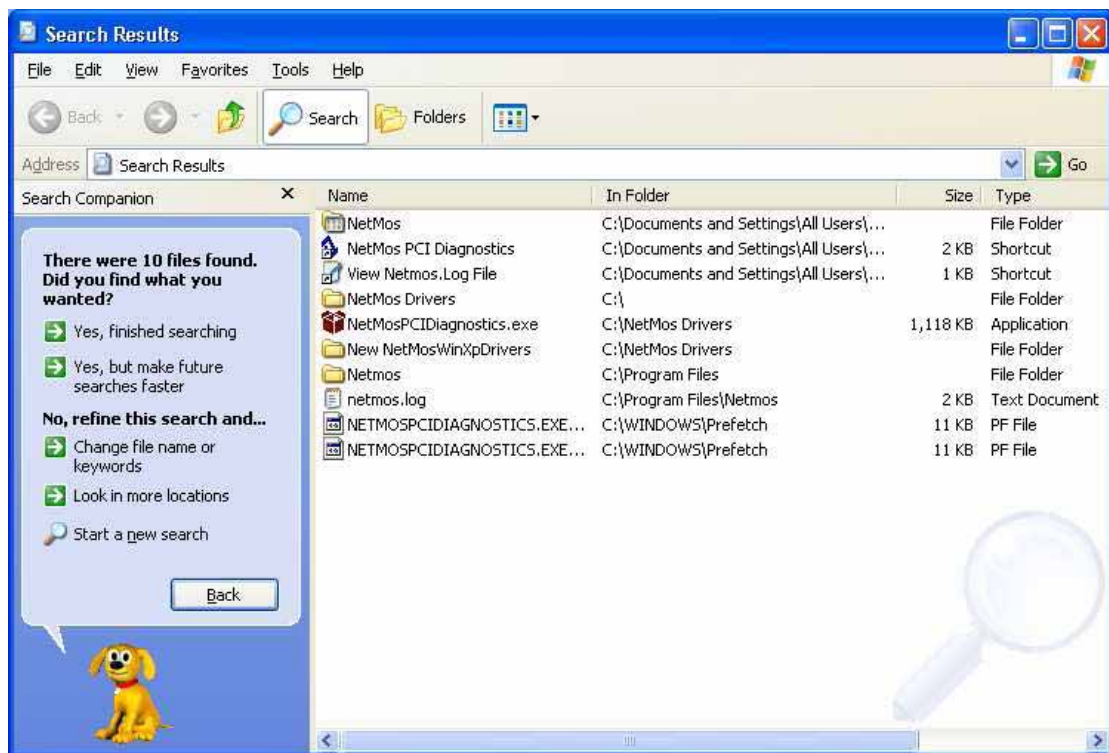 Search Results
File Edit View Favorites Tools Help
Back Search Folders
Address Search Results Go
Search Companion
There were 10 files found.
Did you find what you
wanted?
Yes, finished searching
Yes, but make future
searches faster
No, refine this search and...
Change file name or
keywords
Look in more locations
Start a new search
Back
Name In Folder Size Type
NetMos C:\Documents and Settings\All Users\... File Folder
NetMos PCI Diagnostics C:\Documents and Settings\All Users\... 2 KB Shortcut
View Netmos.Log File C:\Documents and Settings\All Users\... 1 KB Shortcut
NetMos Drivers C:\ File Folder
NetMosPCIDiagnostics.exe C:\NetMos Drivers 1,118 KB Application
New NetMosWinXpDrivers C:\NetMos Drivers File Folder
Netmos C:\Program Files File Folder
netmos.log C:\Program Files\Netmos 2 KB Text Document
NETMOSPCIDIAGNOSTICS.EXE... C:\WINDOWS\Prefetch 11 KB PF File
NETMOSPCIDIAGNOSTICS.EXE... C:\WINDOWS\Prefetch 11 KB PF File